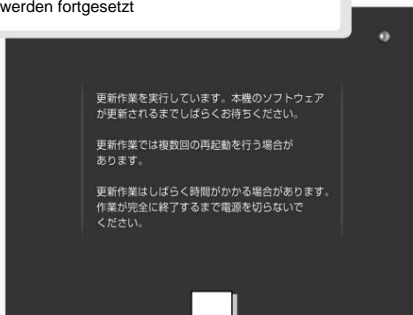 werden fortgesetzt
更新作業を実行しています。本機のソフトウェア
が更新されるまでしばらくお待ちください。
更新作業では複数回の再起動を行う場合が
あります。
更新作業はしばらく時間がかかる場合があります。
作業が完全に終了するまで電源を切らないで
ください。